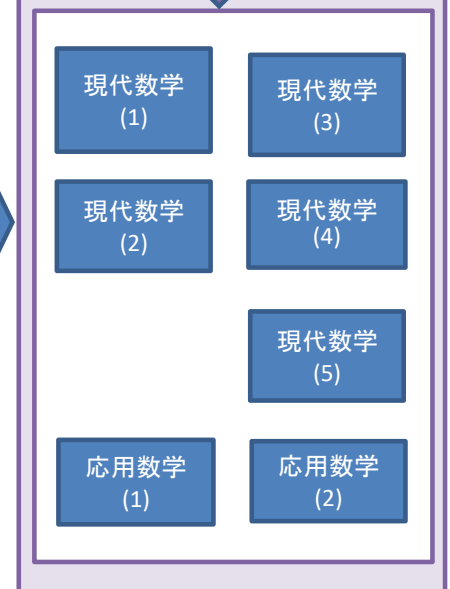 現代数学
(1)
現代数学
(3)
現代数学
(2)
現代数学
(4)
現代数学
(5)
応用数学
(1)
応用数学
(2)